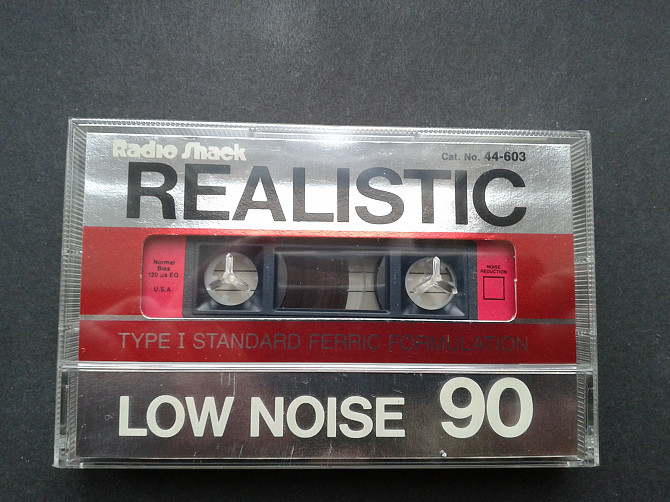 Radio Shack
Cat. No. 44-603
REALISTIC
Normal
Bias
120 µs EQ
U.S.A
NOISE
REDUCTION
TYPE I STANDARD FERRIC FORMULATION
LOW NOISE 90